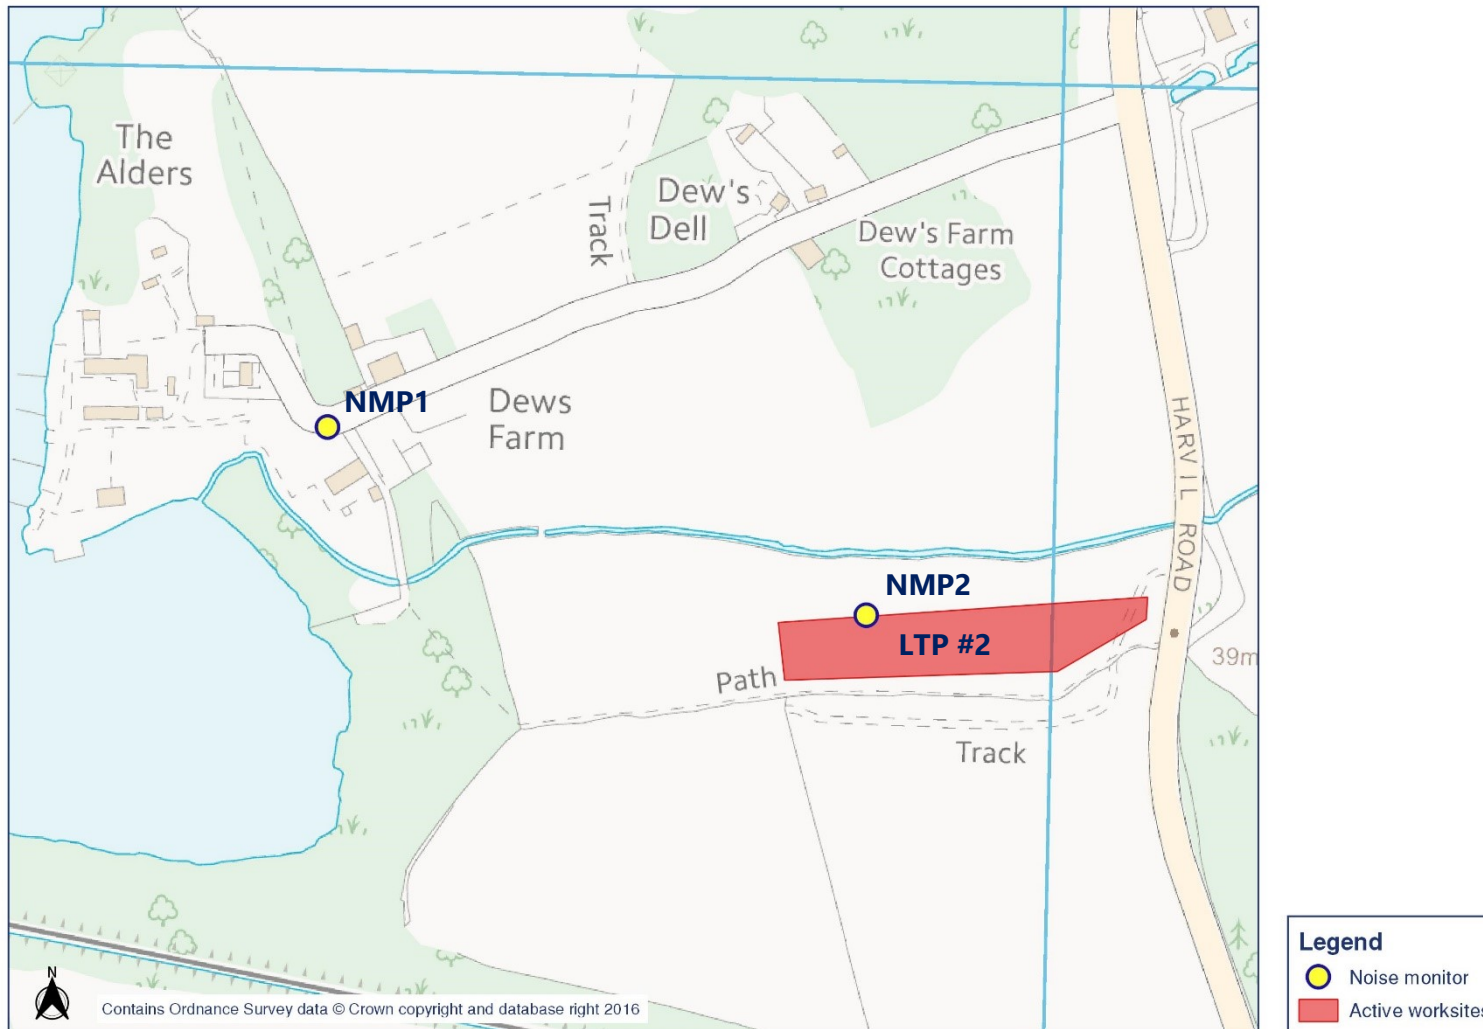 The
Alders
Track
Dew's
Dell
Dew's Farm
Cottages
NMP1
Dews
Farm
HARVIL ROAD
NMP2
LTP #2
39m
Path
Track
N
Contains Ordnance Survey data © Crown copyright and database right 2016
Legend
Noise monitor
Active worksites